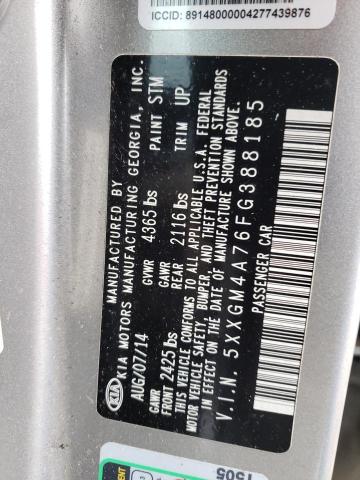 ICCID: 89148000004277439876
KIA
MANUFACTURED BY
KIA MOTORS MANUFACTURING GEORGIA, INC.
AUG/07/14
GVWR 4365 lbs
PAINT STM
GAWR FRONT 2425 lbs
GAWR REAR 2116 lbs
TRIM UP
THIS VEHICLE CONFORMS TO ALL APPLICABLE U.S.A. FEDERAL
VEHICLE SAFETY, BUMPER, AND THEFT PREVENTION STANDARDS
IN EFFECT ON THE DATE OF MANUFACTURE SHOWN ABOVE.
V.I.N. 5XXGM4A76FG388185
PASSENGER CAR
1505